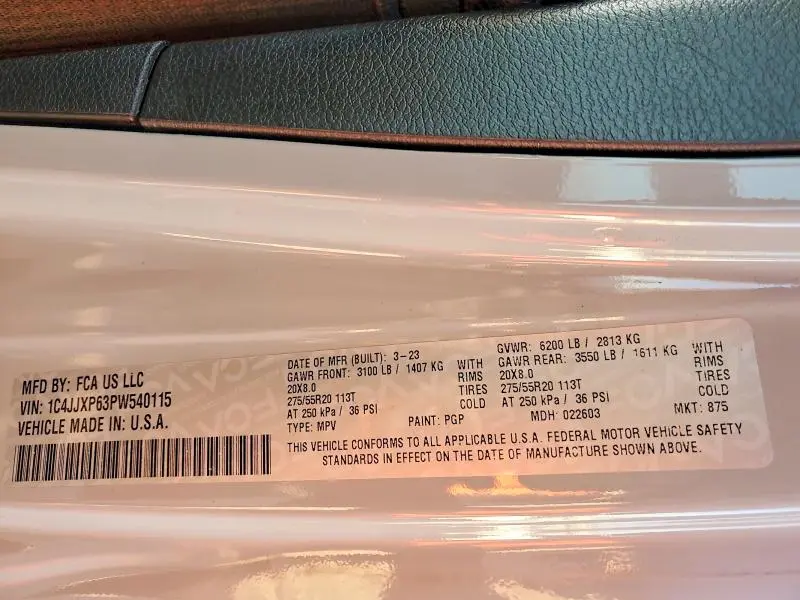 MFD BY: FCA US LLC
VIN: 1C4JJXP63PW540115
VEHICLE MADE IN: U.S.A.
DATE OF MFR (BUILT): 3-23
GAWR FRONT: 3100 LB / 1407 KG WITH
20X8.0 RIMS
275/55R20 113T TIRES
AT 250 kPa / 36 PSI COLD
TYPE: MPV PAINT: PGP
GVWR: 6200 LB / 2813 KG
GAWR REAR: 3550 LB / 1611 KG WITH
20X8.0 RIMS
275/55R20 113T TIRES
AT 250 kPa / 36 PSI COLD
MDH: 022603 MKT: 875
THIS VEHICLE CONFORMS TO ALL APPLICABLE U.S.A. FEDERAL MOTOR VEHICLE SAFETY
STANDARDS IN EFFECT ON THE DATE OF MANUFACTURE SHOWN ABOVE.